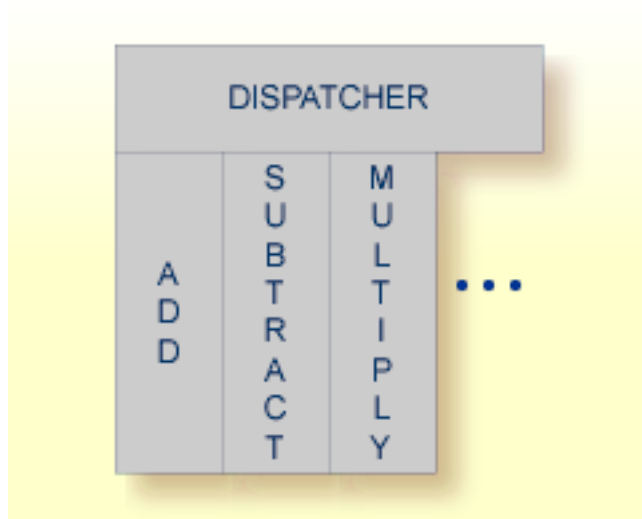 DISPATCHER
ADD
SUBTRACT
MULTIPLY
...